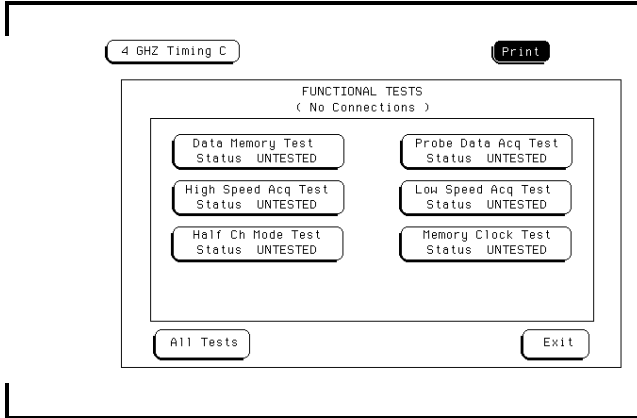 4 GHZ Timing C
Print
FUNCTIONAL TESTS
( No Connections )
Data Memory Test
Status UNTESTED
Probe Data Acq Test
Status UNTESTED
High Speed Acq Test
Status UNTESTED
Low Speed Acq Test
Status UNTESTED
Half Ch Mode Test
Status UNTESTED
Memory Clock Test
Status UNTESTED
All Tests
Exit